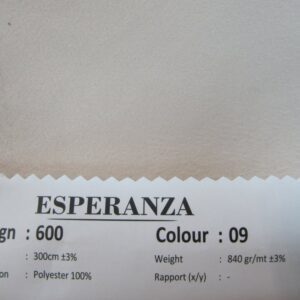 ESPERANZA
gn : 600 Colour : 09
: 300cm ±3% Weight : 840 gr/mt ±3%
on : Polyester 100% Rapport (x/y) : -